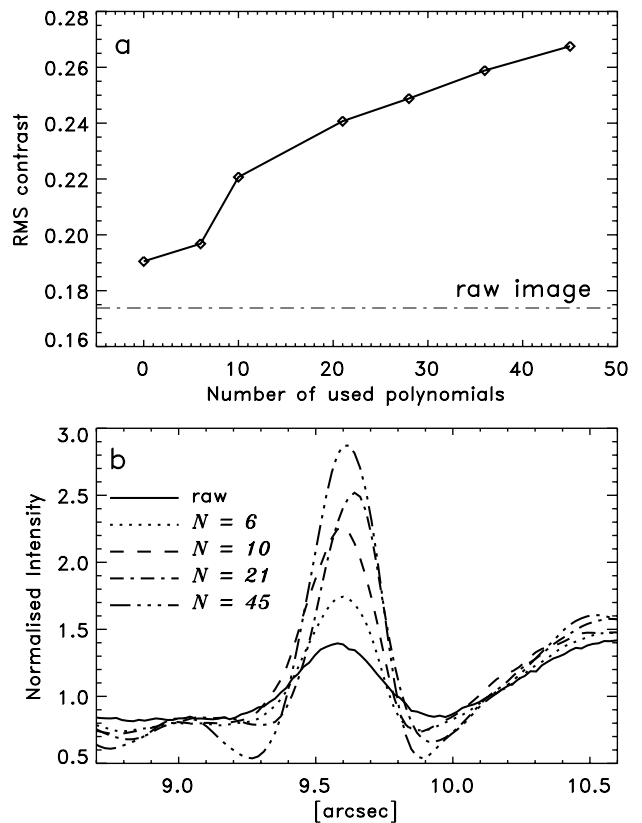 0.28
a
0.26
0.24
0.22
0.20
0.18
0.16
RMS contrast
raw image
0 10 20 30 40 50
Number of used polynomials
3.0
b
2.5
2.0
1.5
1.0
0.5
Normalised Intensity
raw
N = 6
N = 10
N = 21
N = 45
9.0 9.5 10.0 10.5
[arcsec]